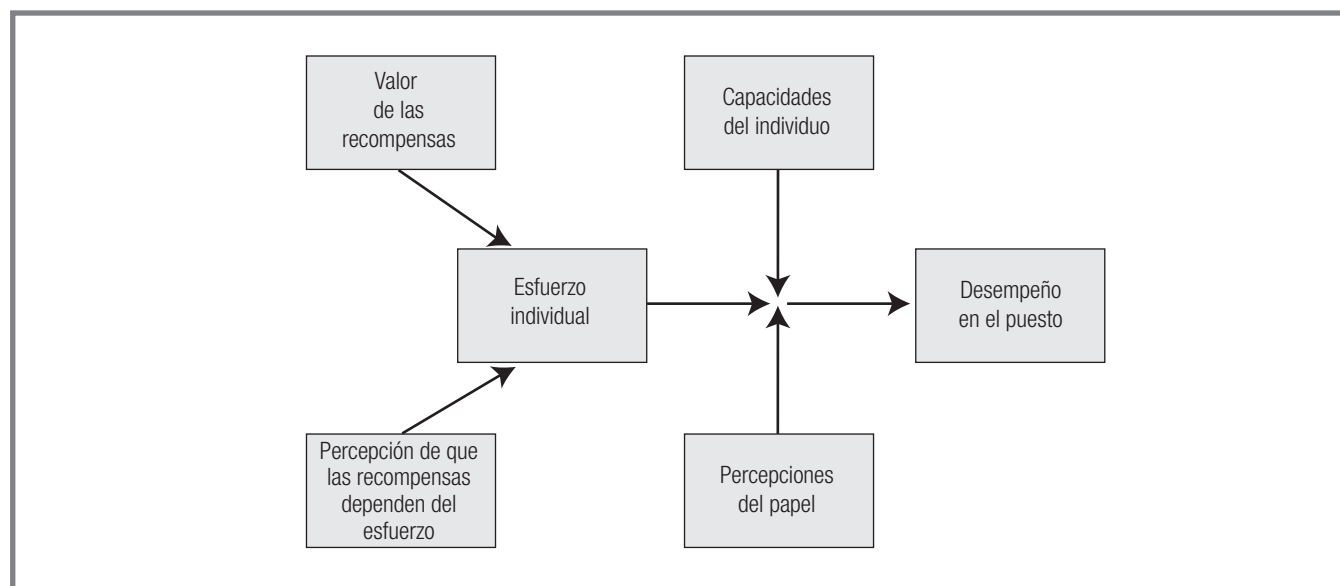 Valor
de las
recompensas
Capacidades
del individuo
Esfuerzo
individual
Desempeño
en el puesto
Percepción de que
las recompensas
dependen del
esfuerzo
Percepciones
del papel